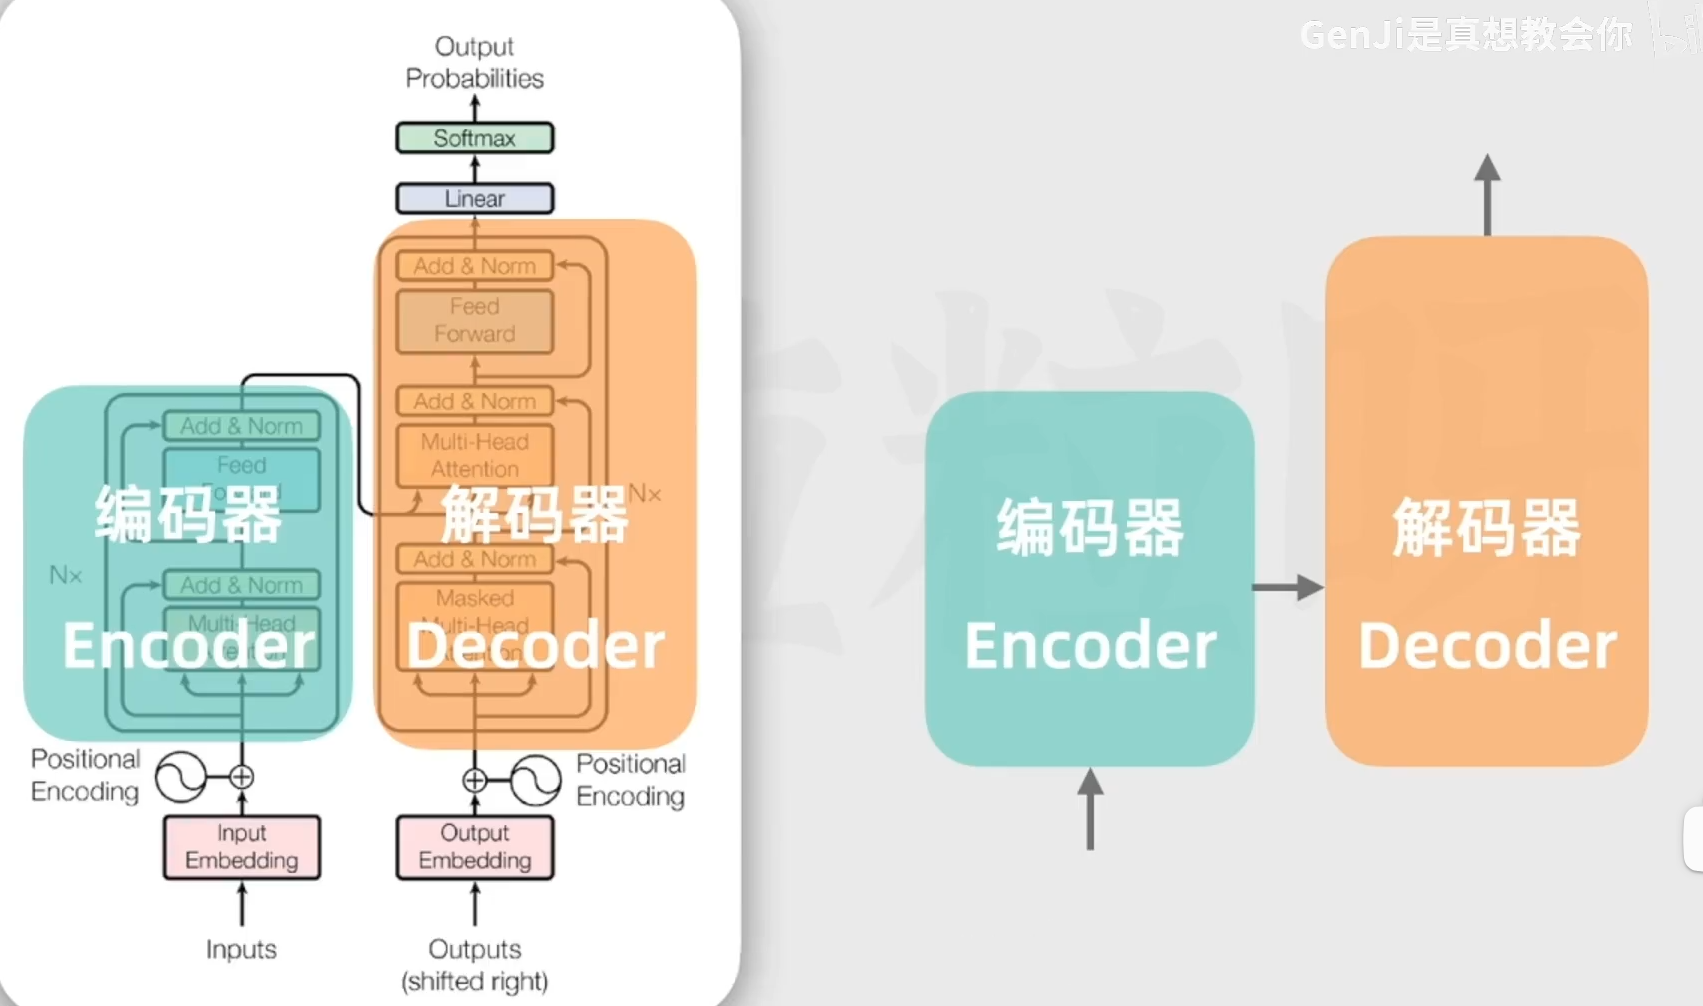 GenJi是真想教会你
Output
Probabilities
Softmax
Linear
Add & Norm
Feed
Forward
Add & Norm
Multi-Head
Attention
Nx
解码器
Add & Norm
Masked
Multi-Head
Attention
Decoder
Add & Norm
Feed
Forward
编码器
Nx
Add & Norm
Multi-Head
Attention
Encoder
Positional
Encoding
Positional
Encoding
Input
Embedding
Output
Embedding
Inputs
Outputs
(shifted right)
编码器
Encoder
解码器
Decoder